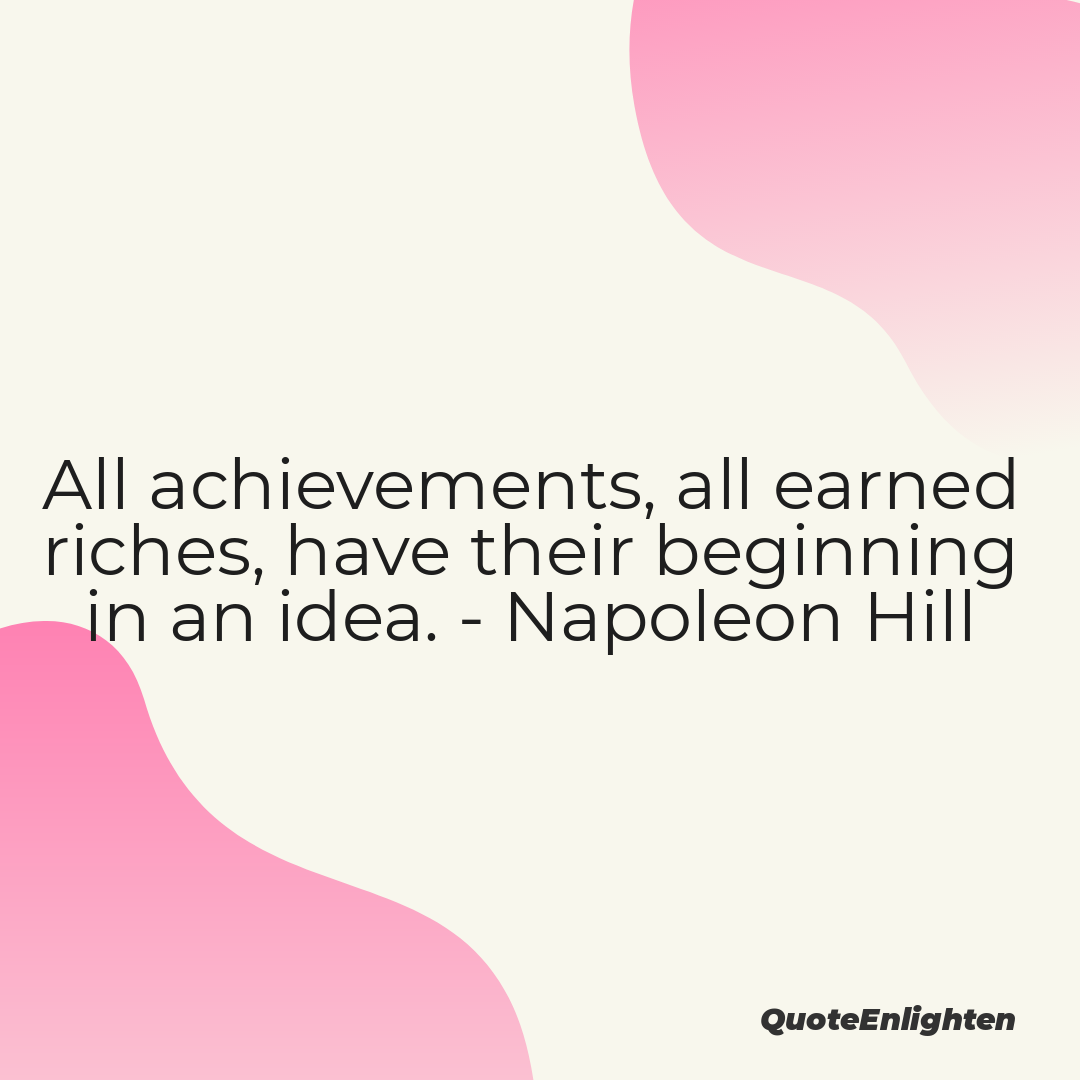 All achievements, all earned
riches, have their beginning
in an idea. - Napoleon Hill
QuoteEnlighten